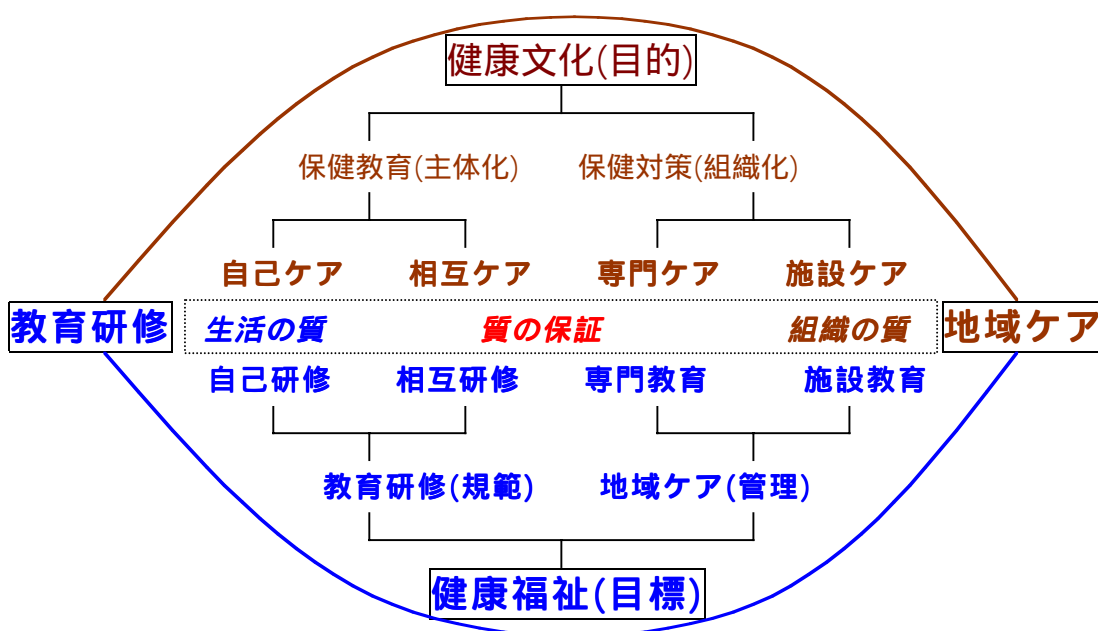 健康文化(目的)
保健教育(主体化) 保健対策(組織化)
自己ケア 相互ケア 専門ケア 施設ケア
教育研修 生活の質 質の保証 組織の質 地域ケア
自己研修 相互研修 専門教育 施設教育
教育研修(規範) 地域ケア(管理)
健康福祉(目標)